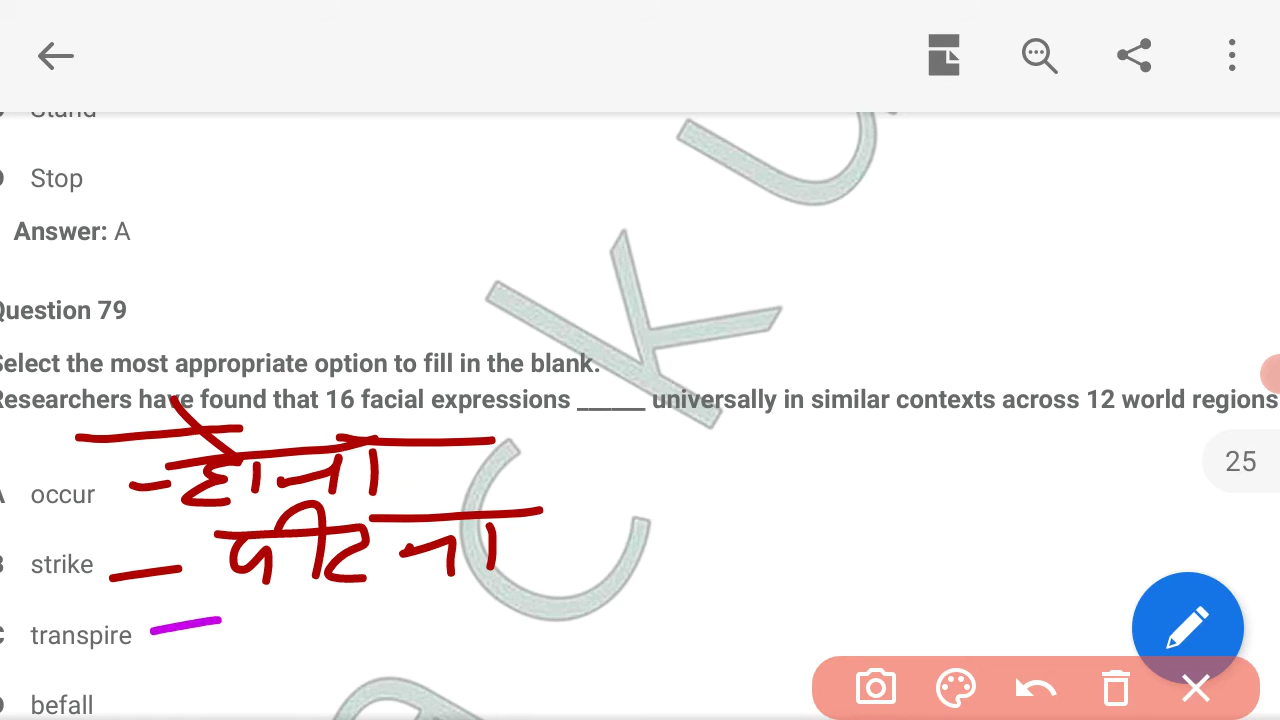 Stand
Stop
Answer: A
Question 79
Select the most appropriate option to fill in the blank.
Researchers have found that 16 facial expressions ______ universally in similar contexts across 12 world regions
A occur - होना
B strike — पीटना
C transpire —
D befall
25
C K U